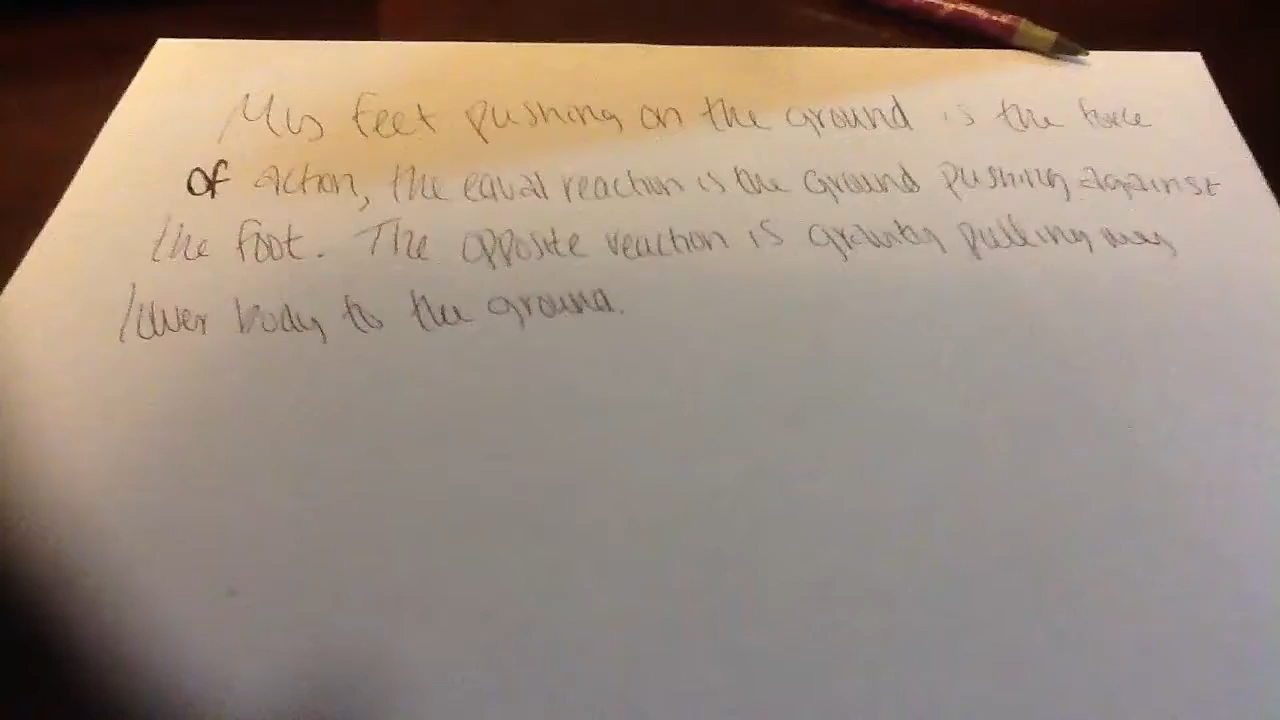 My feet pushing on the ground is the force
of action, the equal reaction is the ground pushing against
the foot. The opposite reaction is gravity pulling my
lower body to the ground.